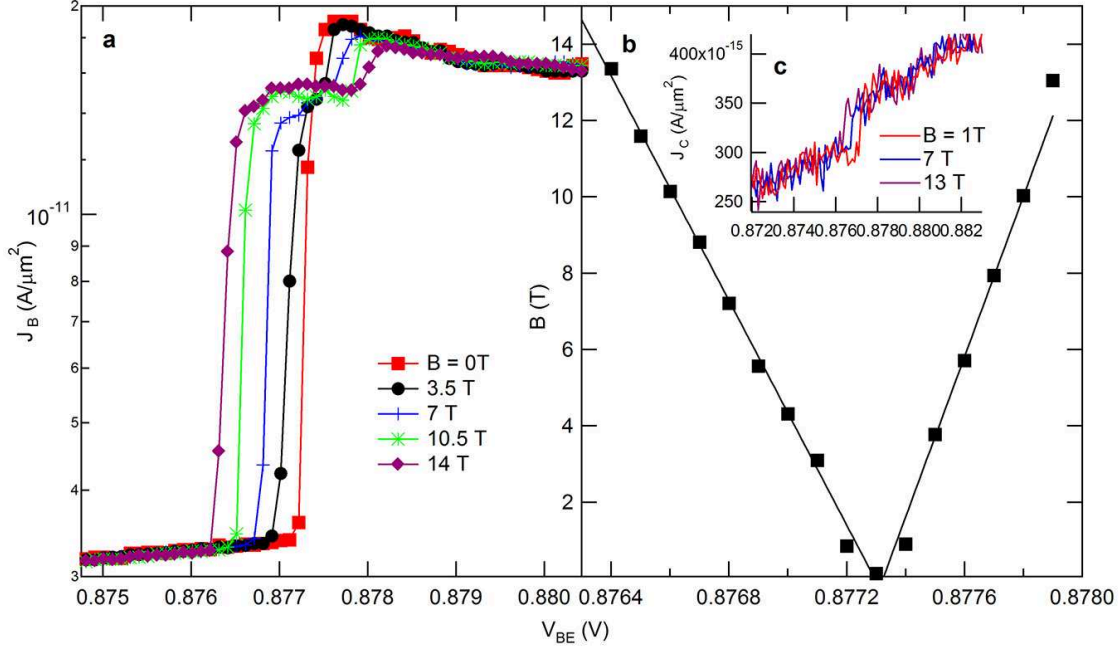 a
2
10⁻¹¹
9
8
7
6
5
4
3
J_B (A/μm²)
B = 0T
3.5 T
7 T
10.5 T
14 T
0.875 0.876 0.877 0.878 0.879 0.880
b
14
12
10
8
6
4
2
B (T)
0.8764 0.8768 0.8772 0.8776 0.8780
V_BE (V)
c
400x10⁻¹⁵
350
300
250
J_C (A/μm²)
B = 1T
7 T
13 T
0.872 0.874 0.876 0.878 0.880 0.882